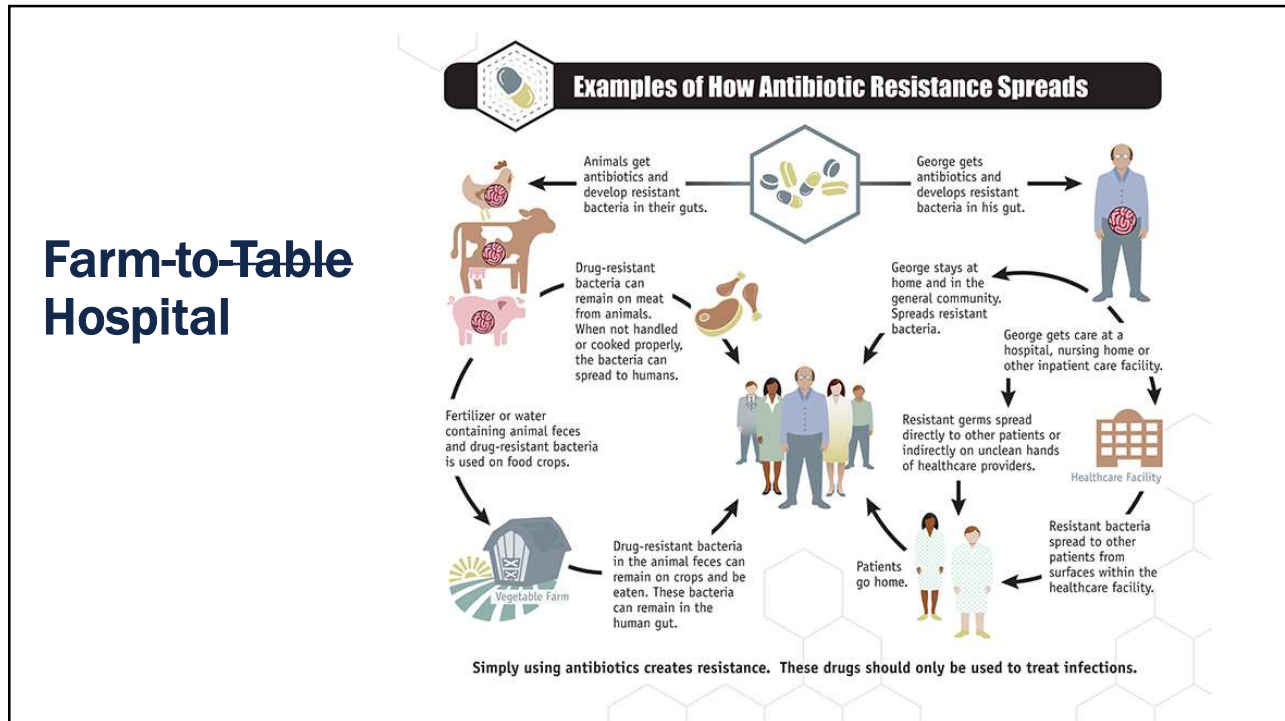 Farm-to-Table
Hospital
Examples of How Antibiotic Resistance Spreads
Animals get
antibiotics and
develop resistant
bacteria in their guts.
George gets
antibiotics and
develops resistant
bacteria in his gut.
Drug-resistant
bacteria can
remain on meat
from animals.
When not handled
or cooked properly,
the bacteria can
spread to humans.
George stays at
home and in the
general community.
Spreads resistant
bacteria.
George gets care at a
hospital, nursing home or
other inpatient care facility.
Fertilizer or water
containing animal feces
and drug-resistant bacteria
is used on food crops.
Resistant germs spread
directly to other patients or
indirectly on unclean hands
of healthcare providers.
Healthcare Facility
Vegetable Farm
Drug-resistant bacteria
in the animal feces can
remain on crops and be
eaten. These bacteria
can remain in the
human gut.
Patients
go home.
Resistant bacteria
spread to other
patients from
surfaces within the
healthcare facility.
Simply using antibiotics creates resistance. These drugs should only be used to treat infections.